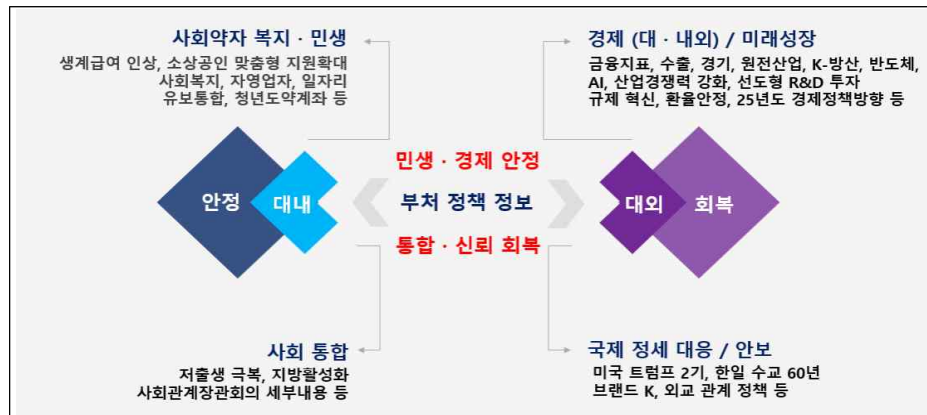 사회약자 복지 · 민생
생계급여 인상, 소상공인 맞춤형 지원확대
사회복지, 자영업자, 일자리
유보통합, 청년도약계좌 등
경제 (대 · 내외) / 미래성장
금융지표, 수출, 경기, 원전산업, K-방산, 반도체,
AI, 산업경쟁력 강화, 선도형 R&D 투자
규제 혁신, 환율안정, 25년도 경제정책방향 등
안정
대내
민생 · 경제 안정
부처 정책 정보
통합 · 신뢰 회복
대외
회복
사회 통합
저출생 극복, 지방활성화
사회관계장관회의 세부내용 등
국제 정세 대응 / 안보
미국 트럼프 2기, 한일 수교 60년
브랜드 K, 외교 관계 정책 등